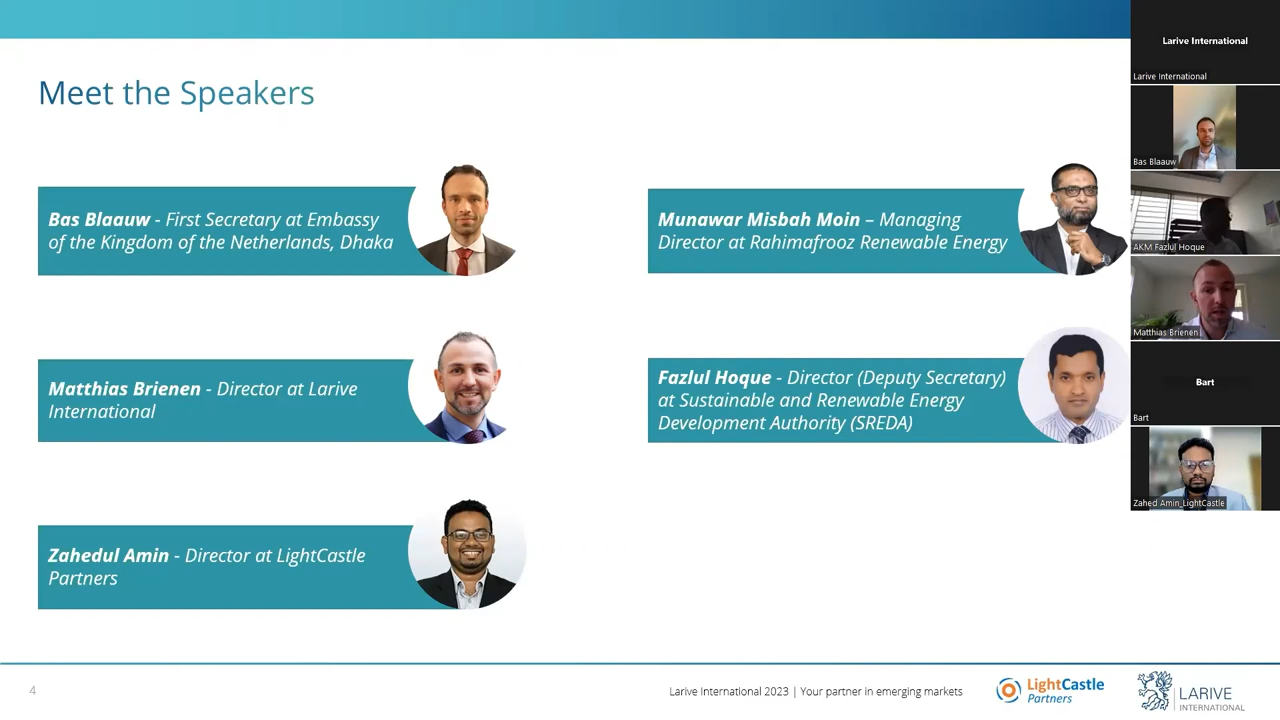 Meet the Speakers
Bas Blaauw - First Secretary at Embassy
of the Kingdom of the Netherlands, Dhaka
Munawar Misbah Moin – Managing
Director at Rahimafrooz Renewable Energy
Matthias Brienen - Director at Larive
International
Fazlul Hoque - Director (Deputy Secretary)
at Sustainable and Renewable Energy
Development Authority (SREDA)
Zahedul Amin - Director at LightCastle
Partners
4
Larive International 2023 | Your partner in emerging markets
LightCastle
Partners
LARIVE
INTERNATIONAL
Larive International
Larive International
Bas Blaauw
AKM Fazlul Hoque
Matthias Brienen
Bart
Bart
Zahed Amin_LightCastle